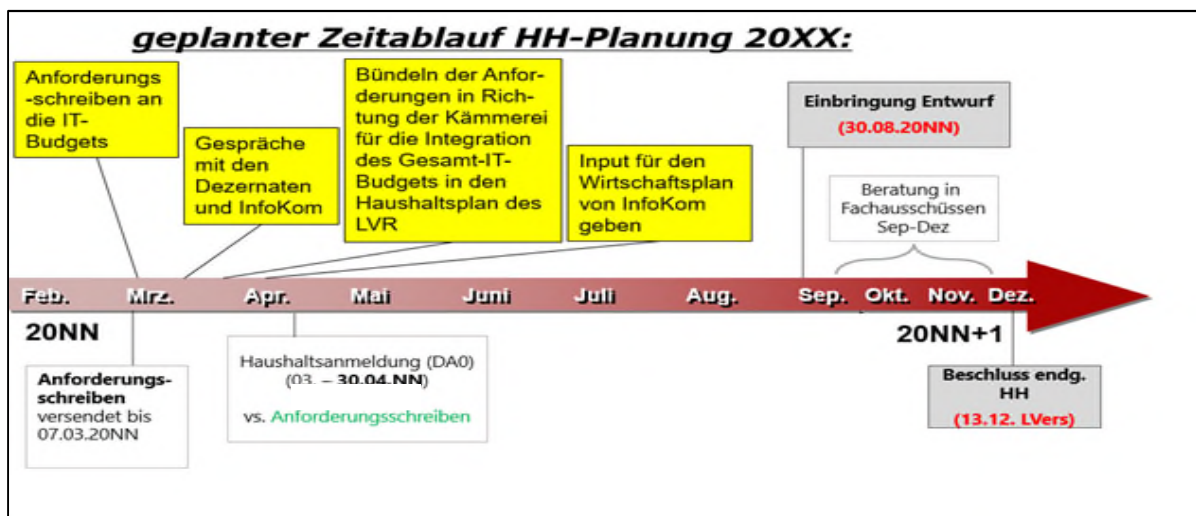 geplanter Zeitablauf HH-Planung 20XX:
Anforderungs
-schreiben an
die IT-
Budgets
Gespräche
mit den
Dezernaten
und InfoKom
Bündeln der Anfor-
derungen in Rich-
tung der Kämmerei
für die Integration
des Gesamt-IT-
Budgets in den
Haushaltsplan des
LVR
Input für den
Wirtschaftsplan
von InfoKom
geben
Einbringung Entwurf
(30.08.20NN)
Beratung in
Fachausschüssen
Sep-Dez
Feb. Mrz. Apr. Mai Juni Juli Aug. Sep. Okt. Nov. Dez.
20NN
20NN+1
Anforderungs-
schreiben
versendet bis
07.03.20NN
Haushaltsanmeldung (DA0)
(03. – 30.04.NN)
vs. Anforderungsschreiben
Beschluss endg.
HH
(13.12. LVers)